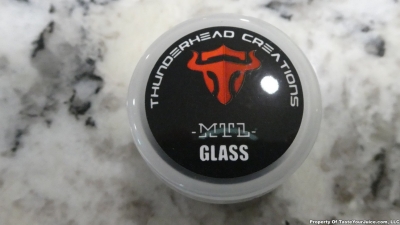 THUNDERHEAD CREATIONS
-MTL-
GLASS
Property Of TasteYourJuice.com, LLC